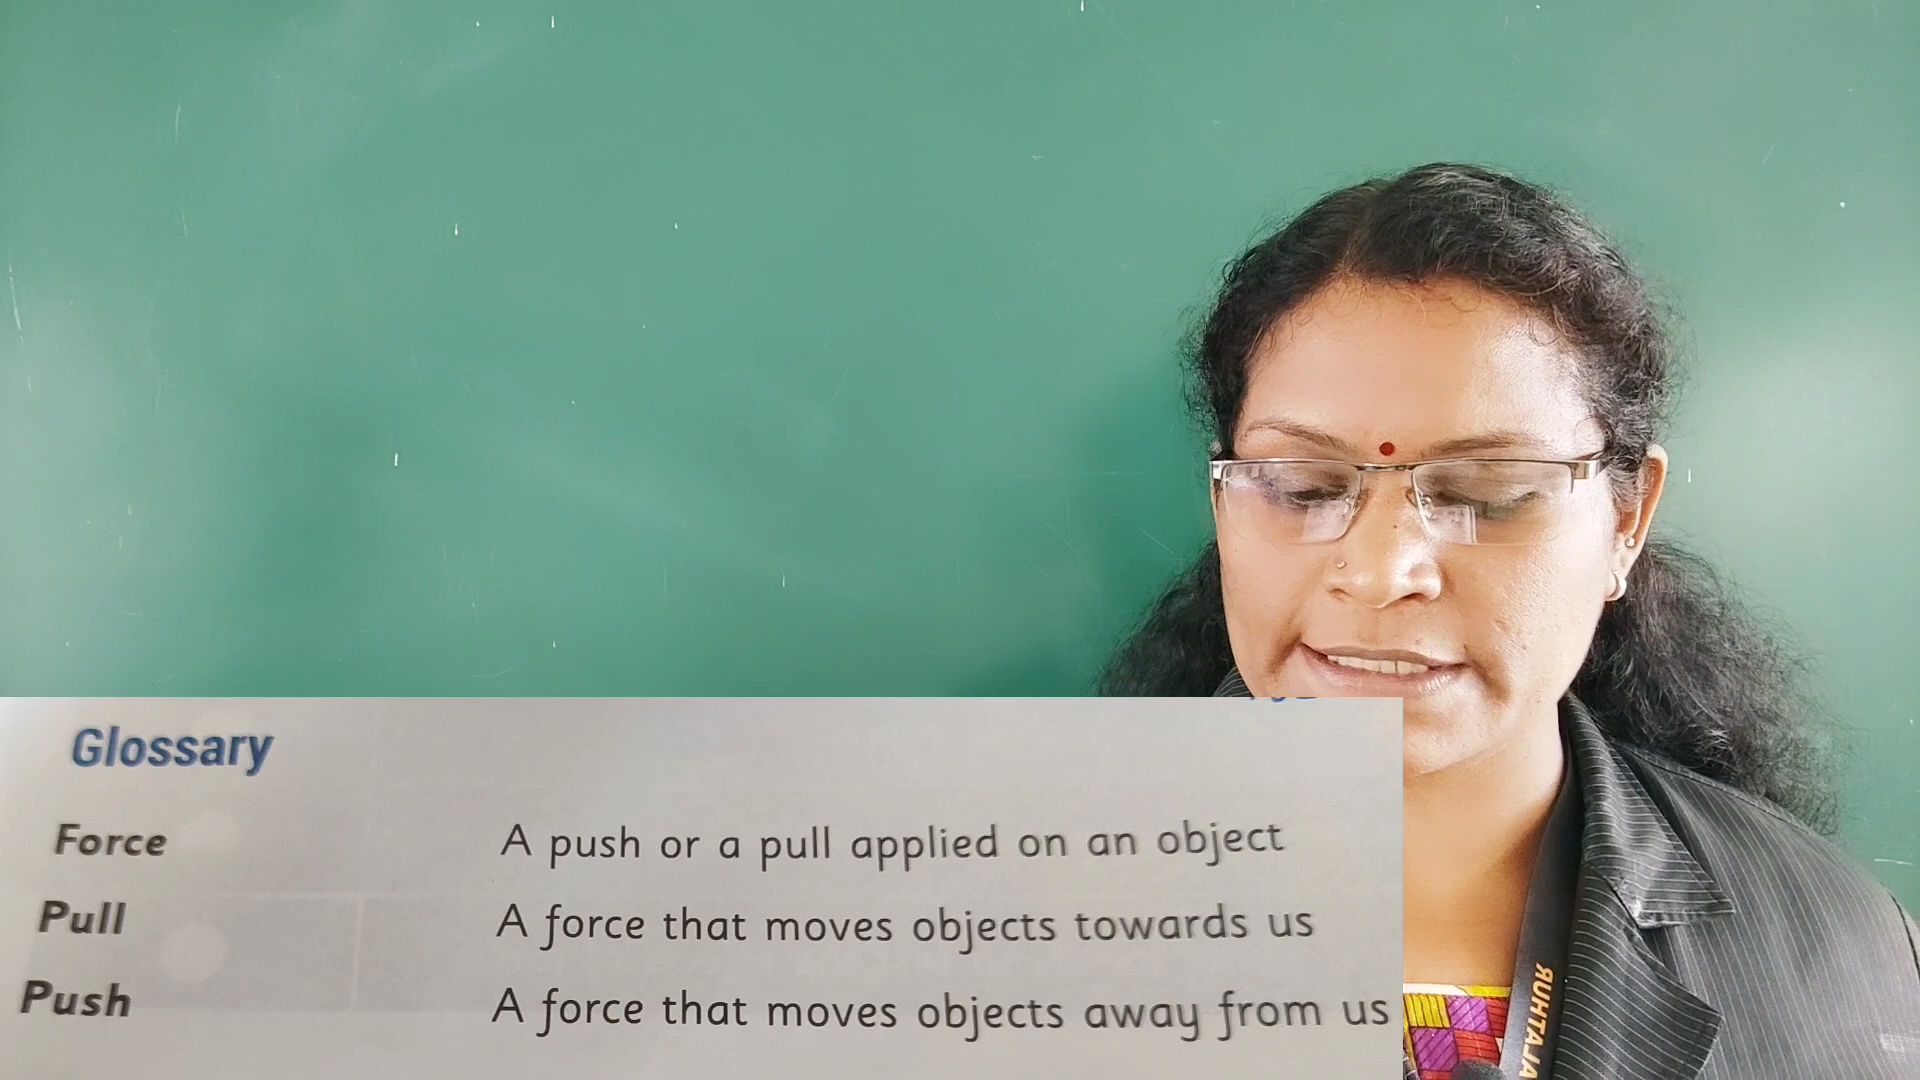 Glossary
Force A push or a pull applied on an object
Pull A force that moves objects towards us
Push A force that moves objects away from us